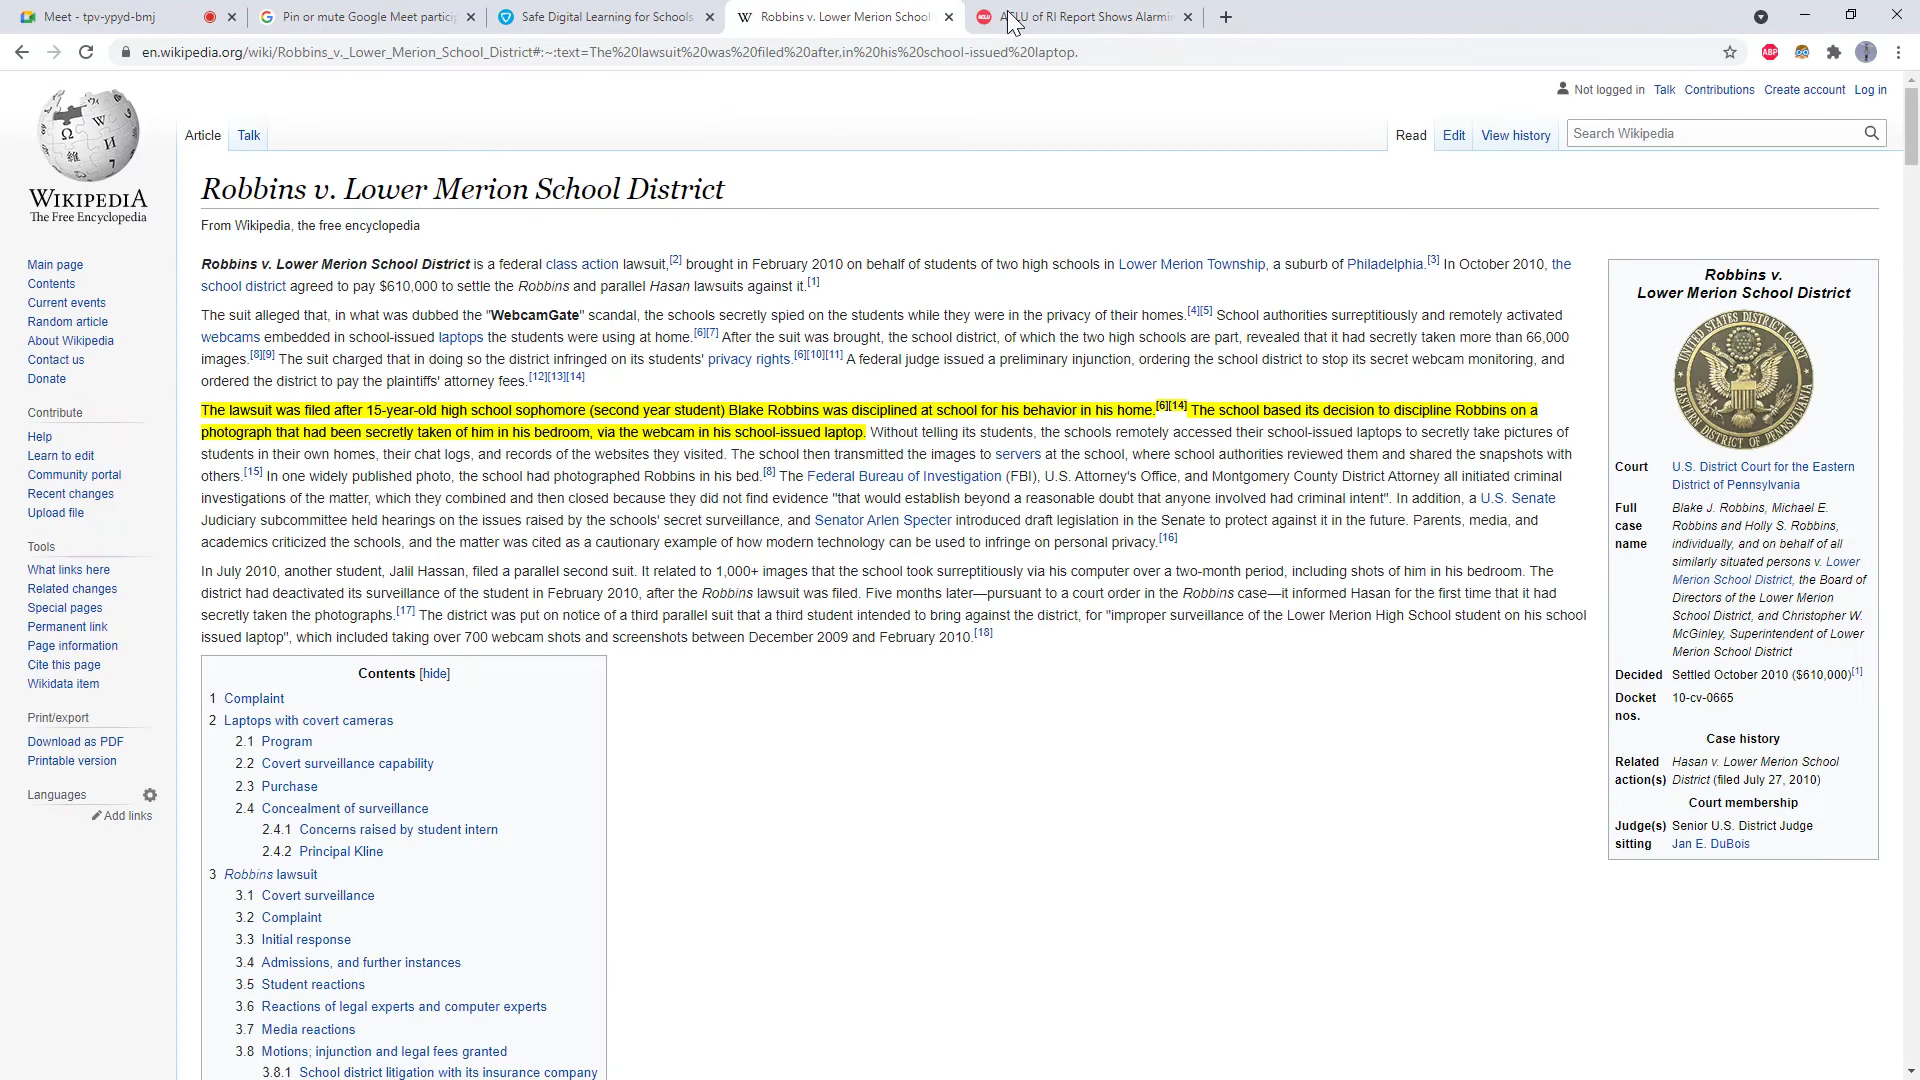 Meet - tpv-ypyd-bmj
Pin or mute Google Meet particip
Safe Digital Learning for Schools
Robbins v. Lower Merion School
ACLU of RI Report Shows Alarmin
en.wikipedia.org/wiki/Robbins_v._Lower_Merion_School_District#:~:text=The%20lawsuit%20was%20filed%20after,in%20his%20school-issued%20laptop.
Not logged in Talk Contributions Create account Log in
Article Talk
Read Edit View history Search Wikipedia
WIKIPEDIA
The Free Encyclopedia
Main page
Contents
Current events
Random article
About Wikipedia
Contact us
Donate
Contribute
Help
Learn to edit
Community portal
Recent changes
Upload file
Tools
What links here
Related changes
Special pages
Permanent link
Page information
Cite this page
Wikidata item
Print/export
Download as PDF
Printable version
Languages
Add links
Robbins v. Lower Merion School District
From Wikipedia, the free encyclopedia
Robbins v. Lower Merion School District is a federal class action lawsuit,[2] brought in February 2010 on behalf of students of two high schools in Lower Merion Township, a suburb of Philadelphia.[3] In October 2010, the
school district agreed to pay $610,000 to settle the Robbins and parallel Hasan lawsuits against it.[1]
The suit alleged that, in what was dubbed the "WebcamGate" scandal, the schools secretly spied on the students while they were in the privacy of their homes.[4][5] School authorities surreptitiously and remotely activated
webcams embedded in school-issued laptops the students were using at home.[6][7] After the suit was brought, the school district, of which the two high schools are part, revealed that it had secretly taken more than 66,000
images.[8][9] The suit charged that in doing so the district infringed on its students' privacy rights.[6][10][11] A federal judge issued a preliminary injunction, ordering the school district to stop its secret webcam monitoring, and
ordered the district to pay the plaintiffs' attorney fees.[12][13][14]
The lawsuit was filed after 15-year-old high school sophomore (second year student) Blake Robbins was disciplined at school for his behavior in his home.[6][14] The school based its decision to discipline Robbins on a
photograph that had been secretly taken of him in his bedroom, via the webcam in his school-issued laptop. Without telling its students, the schools remotely accessed their school-issued laptops to secretly take pictures of
students in their own homes, their chat logs, and records of the websites they visited. The school then transmitted the images to servers at the school, where school authorities reviewed them and shared the snapshots with
others.[15] In one widely published photo, the school had photographed Robbins in his bed.[8] The Federal Bureau of Investigation (FBI), U.S. Attorney's Office, and Montgomery County District Attorney all initiated criminal
investigations of the matter, which they combined and then closed because they did not find evidence "that would establish beyond a reasonable doubt that anyone involved had criminal intent". In addition, a U.S. Senate
Judiciary subcommittee held hearings on the issues raised by the schools' secret surveillance, and Senator Arlen Specter introduced draft legislation in the Senate to protect against it in the future. Parents, media, and
academics criticized the schools, and the matter was cited as a cautionary example of how modern technology can be used to infringe on personal privacy.[16]
In July 2010, another student, Jalil Hassan, filed a parallel second suit. It related to 1,000+ images that the school took surreptitiously via his computer over a two-month period, including shots of him in his bedroom. The
district had deactivated its surveillance of the student in February 2010, after the Robbins lawsuit was filed. Five months later—pursuant to a court order in the Robbins case—it informed Hasan for the first time that it had
secretly taken the photographs.[17] The district was put on notice of a third parallel suit that a third student intended to bring against the district, for "improper surveillance of the Lower Merion High School student on his school
issued laptop", which included taking over 700 webcam shots and screenshots between December 2009 and February 2010.[18]
Contents [hide]
1 Complaint
2 Laptops with covert cameras
2.1 Program
2.2 Covert surveillance capability
2.3 Purchase
2.4 Concealment of surveillance
2.4.1 Concerns raised by student intern
2.4.2 Principal Kline
3 Robbins lawsuit
3.1 Covert surveillance
3.2 Complaint
3.3 Initial response
3.4 Admissions, and further instances
3.5 Student reactions
3.6 Reactions of legal experts and computer experts
3.7 Media reactions
3.8 Motions; injunction and legal fees granted
3.8.1 School district litigation with its insurance company
Robbins v.
Lower Merion School District
UNITED STATES DISTRICT COURT
EASTERN DISTRICT OF PENNSYLVANIA
Court U.S. District Court for the Eastern
District of Pennsylvania
Full Blake J. Robbins, Michael E.
case Robbins and Holly S. Robbins,
name individually, and on behalf of all
similarly situated persons v. Lower
Merion School District, the Board of
Directors of the Lower Merion
School District, and Christopher W.
McGinley, Superintendent of Lower
Merion School District
Decided Settled October 2010 ($610,000)[1]
Docket 10-cv-0665
nos.
Case history
Related Hasan v. Lower Merion School
action(s) District (filed July 27, 2010)
Court membership
Judge(s) Senior U.S. District Judge
sitting Jan E. DuBois